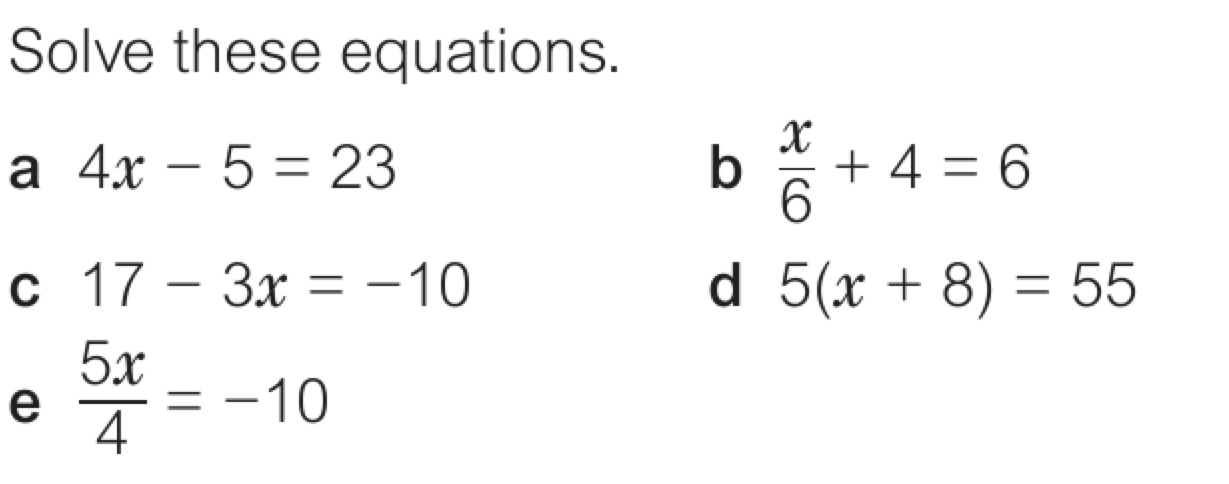 Solve these equations.
a 4x − 5 = 23
b x/6 + 4 = 6
c 17 − 3x = −10
d 5(x + 8) = 55
e 5x/4 = −10